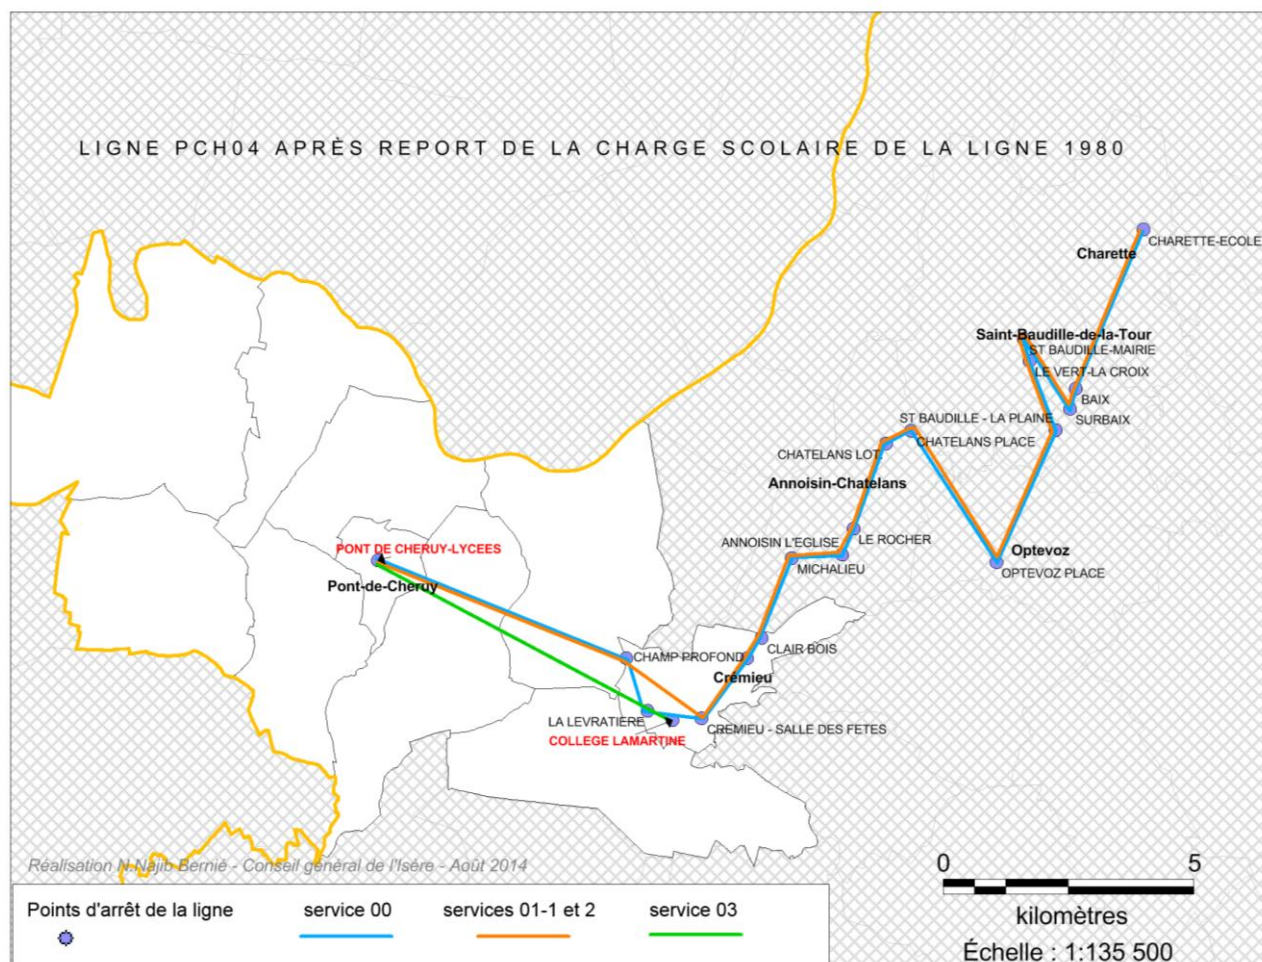 LIGNE PCH04 APRÈS REPORT DE LA CHARGE SCOLAIRE DE LA LIGNE 1980
CHARETTE-ECOLE
Charette
Saint-Baudille-de-la-Tour
ST BAUDILLE-MAIRIE
LE VERT-LA CROIX
BAIX
ST BAUDILLE - LA PLAINE
SURBAIX
CHATELANS PLACE
CHATELANS LOT.
Annoisin-Chatelans
LE ROCHER
ANNOISIN L'EGLISE
PONT DE CHERUY-LYCEES
Optevoz
MICHALIEU
OPTEVOZ PLACE
Pont-de-Cheruy
CLAIR BOIS
CHAMP PROFOND
Crémieu
LA LEVRATIERE
CREMIEU - SALLE DES FETES
COLLEGE LAMARTINE
Réalisation N.Najib Bernié - Conseil général de l'Isère - Août 2014
0 5
kilomètres
Échelle : 1:135 500
Points d'arrêt de la ligne
service 00
services 01-1 et 2
service 03